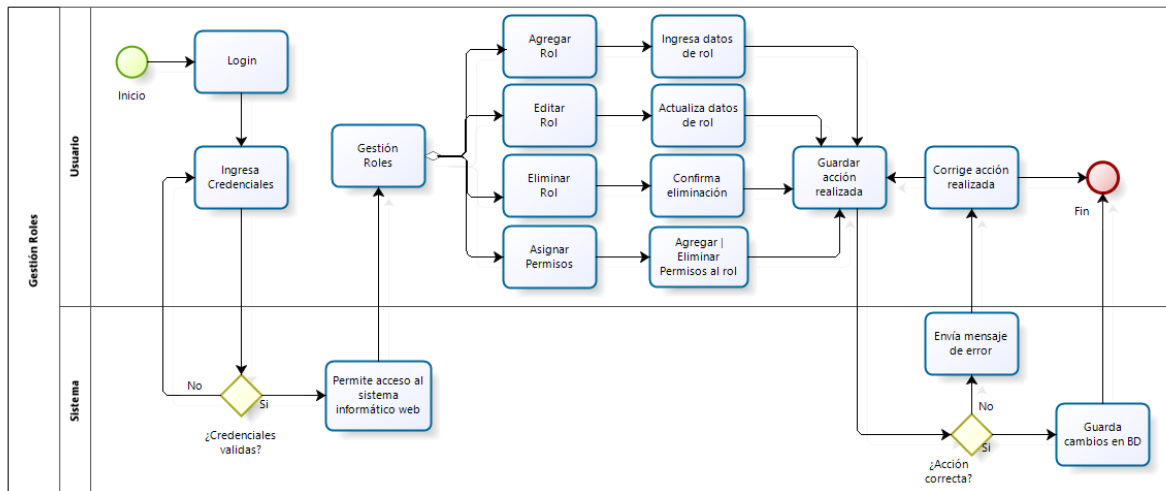 Gestión Roles
Usuario
Inicio
Login
Ingresa
Credenciales
Gestión
Roles
Agregar
Rol
Ingresa datos
de rol
Editar
Rol
Actualiza datos
de rol
Eliminar
Rol
Confirma
eliminación
Asignar
Permisos
Agregar |
Eliminar
Permisos al rol
Guardar
acción
realizada
Corrige acción
realizada
Fin
Sistema
No
Si
¿Credenciales
validas?
Permite acceso al
sistema
informático web
Envía mensaje
de error
No
Si
¿Acción
correcta?
Guarda
cambios en BD